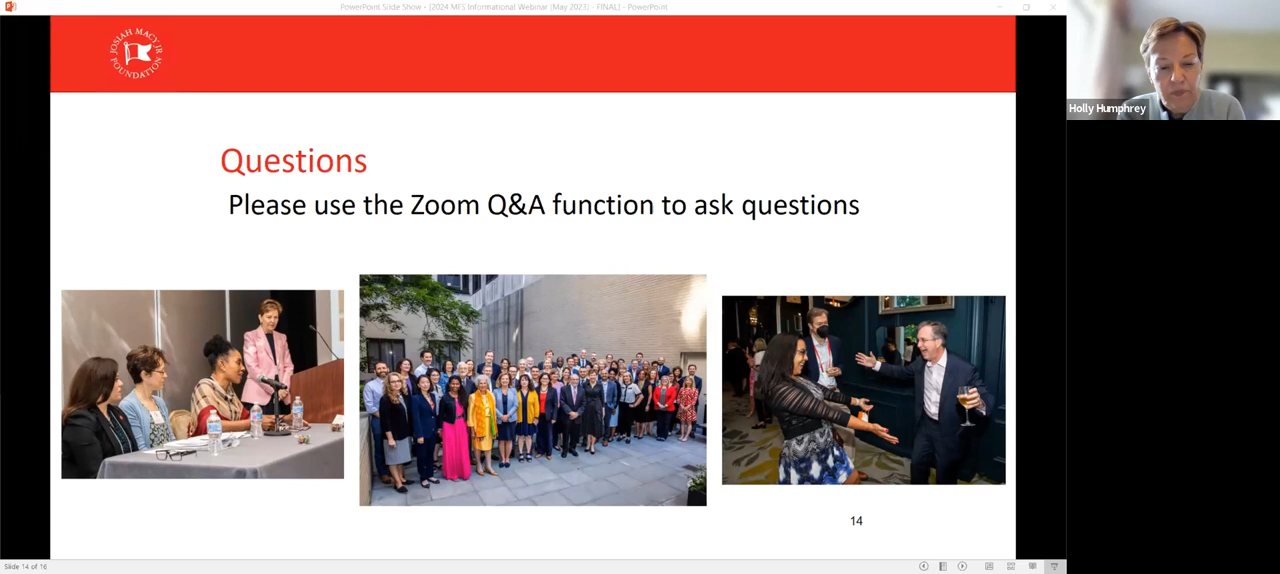 PowerPoint Slide Show - [2024 MFS Informational Webinar (May 2023) - FINAL] - PowerPoint
JOSIAH MACY JR
FOUNDATION
Holly Humphrey
Questions
Please use the Zoom Q&A function to ask questions
14
Slide 14 of 16